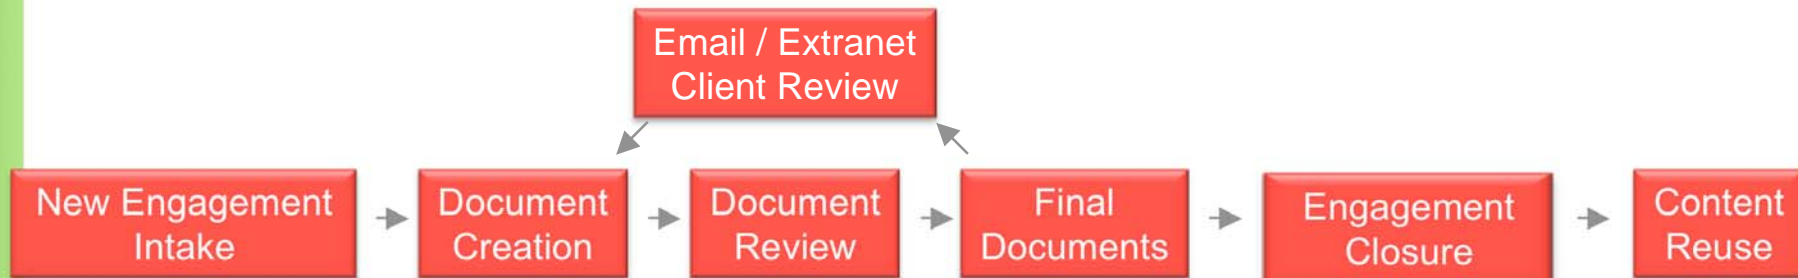 Email / Extranet
Client Review
New Engagement
Intake
Document
Creation
Document
Review
Final
Documents
Engagement
Closure
Content
Reuse